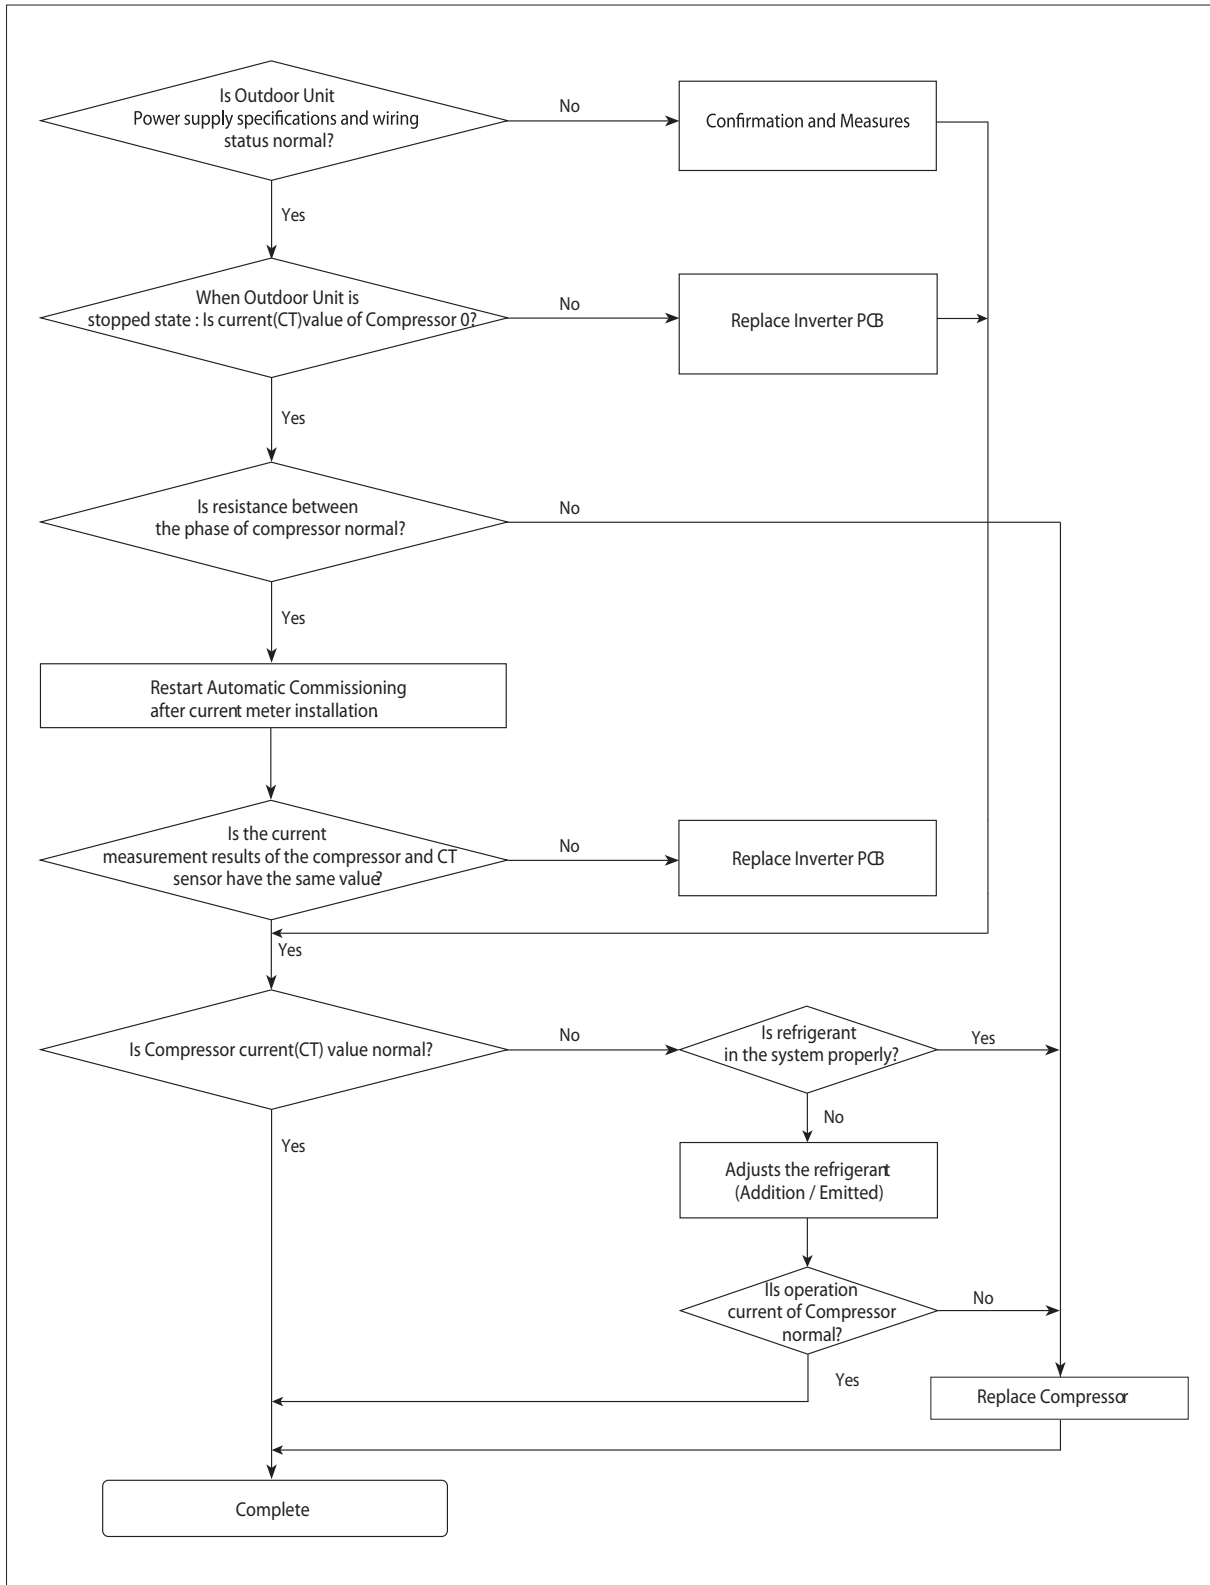 Is Outdoor Unit
Power supply specifications and wiring
status normal?
No
Confirmation and Measures
Yes
When Outdoor Unit is
stopped state : Is current(CT)value of Compressor 0?
No
Replace Inverter PCB
Yes
Is resistance between
the phase of compressor normal?
No
Yes
Restart Automatic Commissioning
after current meter installation.
Is the current
measurement results of the compressor and CT
sensor have the same value?
No
Replace Inverter PCB
Yes
Is Compressor current(CT) value normal?
No
Is refrigerant
in the system properly?
Yes
No
Yes
Adjusts the refrigerant
(Addition / Emitted)
IIs operation
current of Compressor
normal?
No
Yes
Replace Compressor
Complete